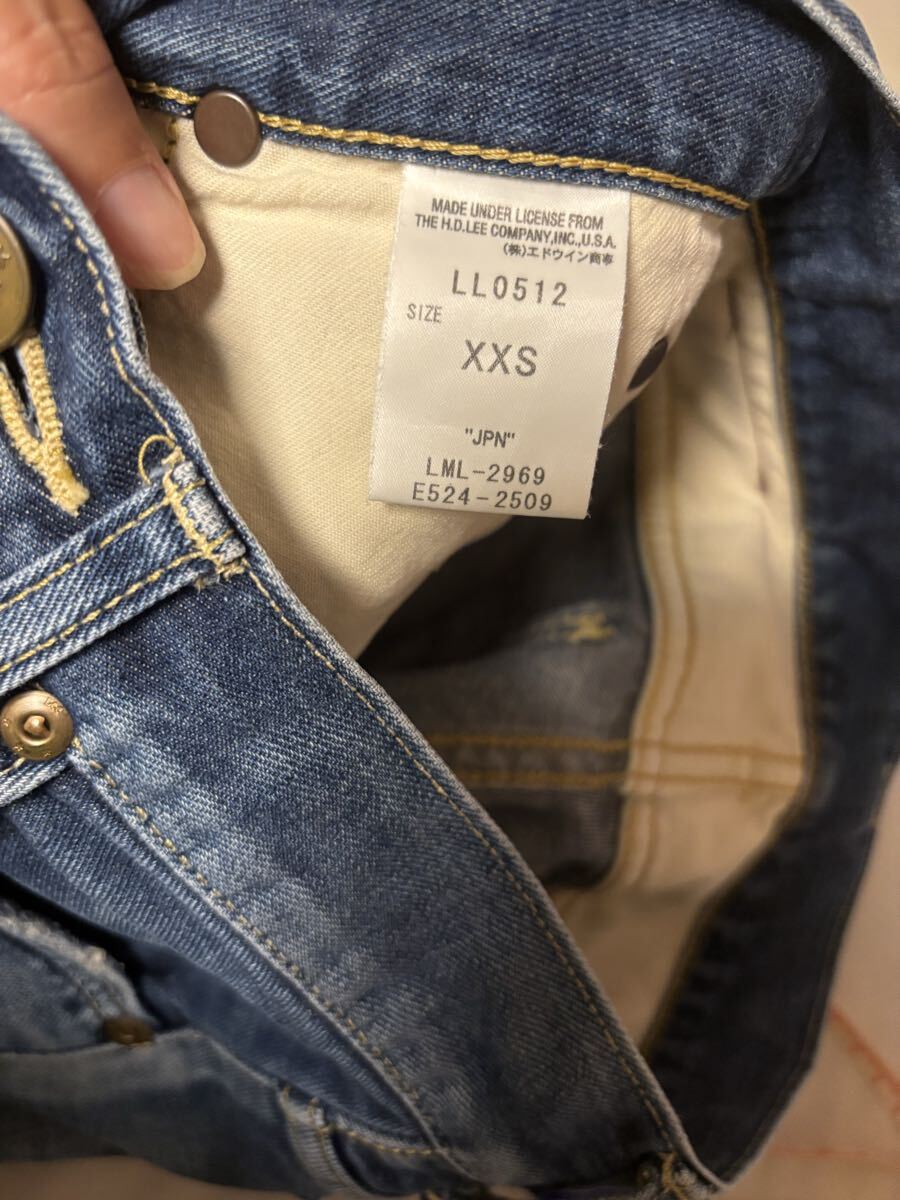 MADE UNDER LICENSE FROM
THE H.D.LEE COMPANY,INC.,U.S.A.
(株)エドウイン商事
LL0512
SIZE
XXS
"JPN"
LML-2969
E524-2509